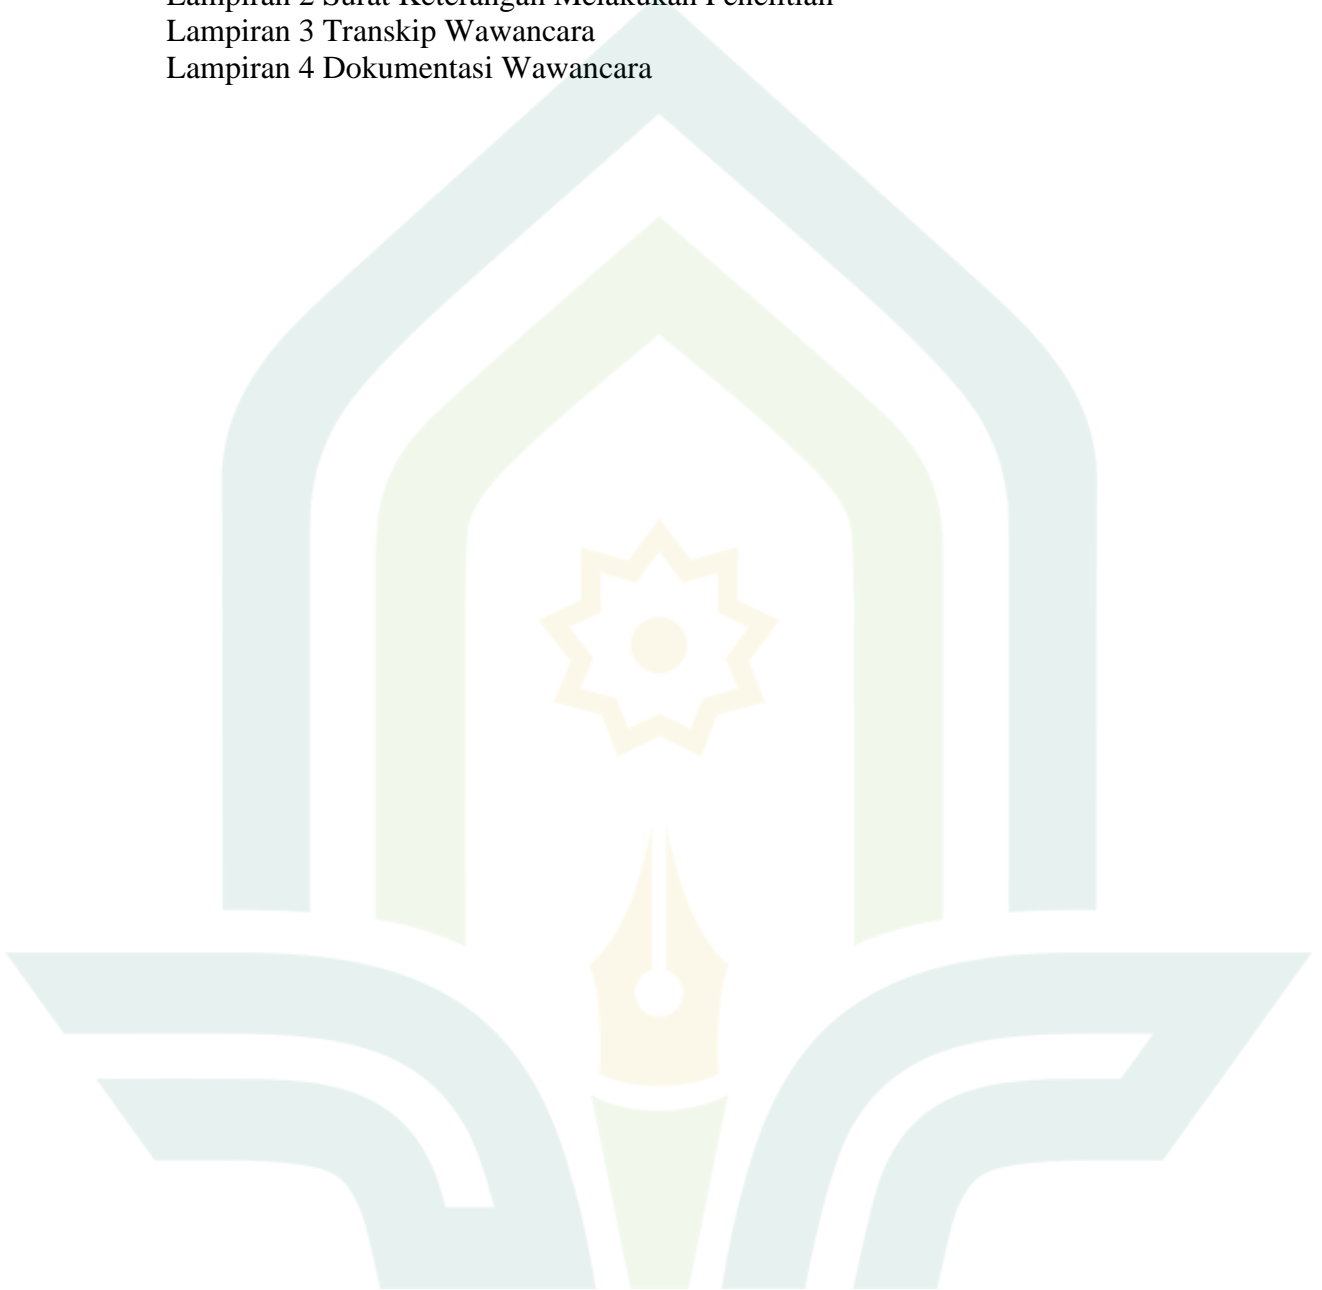 Lampiran 2 Surat Keterangan Melakukan Penelitian
Lampiran 3 Transkip Wawancara
Lampiran 4 Dokumentasi Wawancara